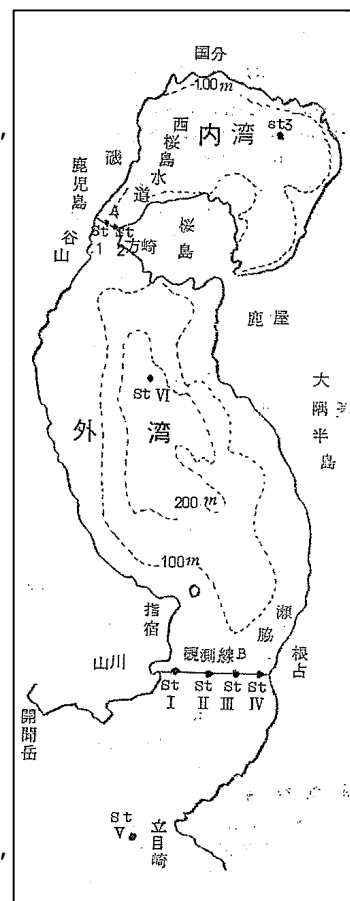 国分
100m
内湾
st3
西桜島水道
磯
鹿児島
A
St 1
St 2
方崎
桜島
谷山
鹿屋
大隅半島
St VI
外湾
200m
100m
指宿
瀬脇
根占
山川
観測線B
St I
St II
St III
St IV
開聞岳
St V
立目崎